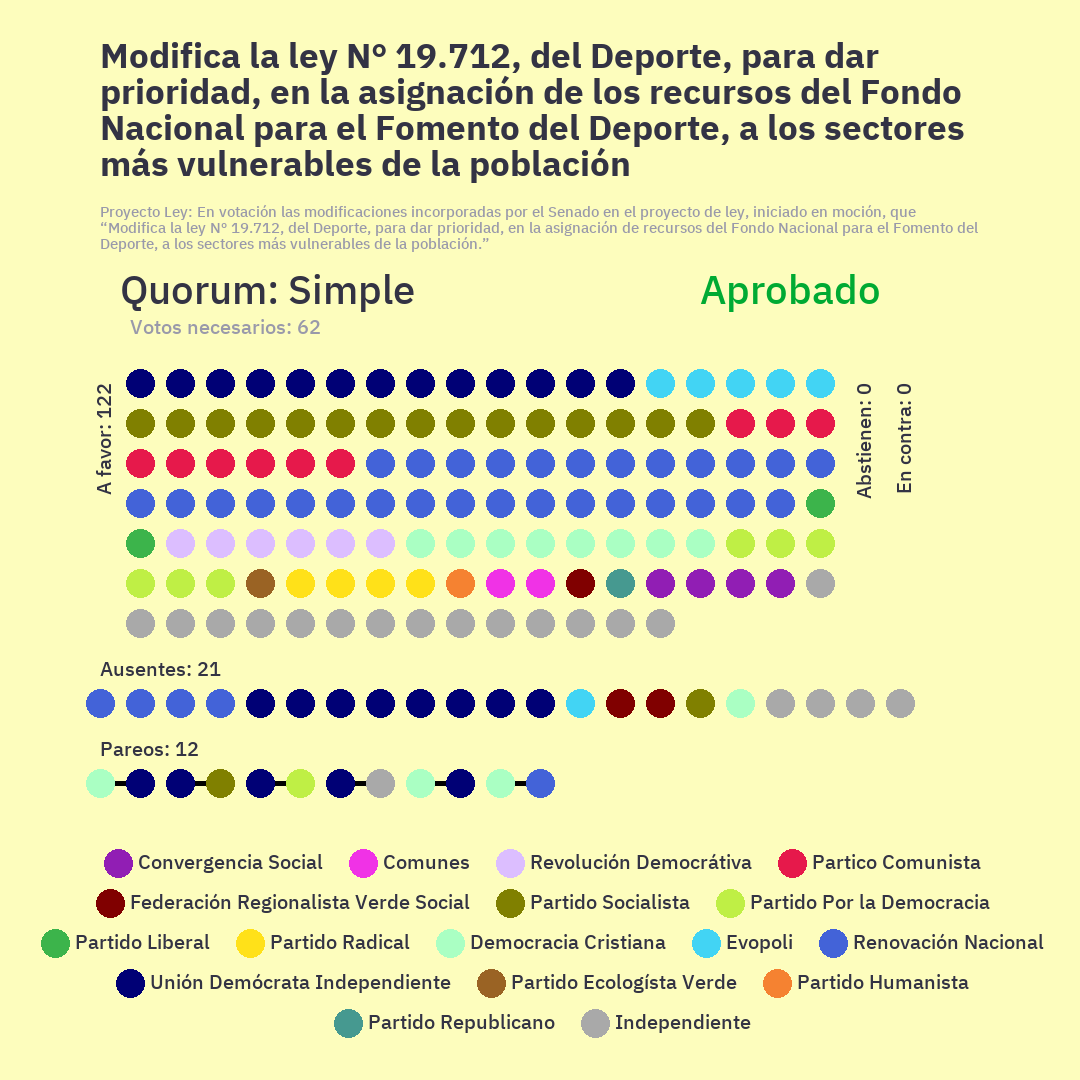 Modifica la ley Nº 19.712, del Deporte, para dar
prioridad, en la asignación de los recursos del Fondo
Nacional para el Fomento del Deporte, a los sectores
más vulnerables de la población
Proyecto Ley: En votación las modificaciones incorporadas por el Senado en el proyecto de ley, iniciado en moción, que
“Modifica la ley Nº 19.712, del Deporte, para dar prioridad, en la asignación de recursos del Fondo Nacional para el Fomento del
Deporte, a los sectores más vulnerables de la población.”
Quorum: Simple
Aprobado
Votos necesarios: 62
A favor: 122
Abstienen: 0
En contra: 0
Ausentes: 21
Pareos: 12
Convergencia Social
Comunes
Revolución Democrátiva
Partico Comunista
Federación Regionalista Verde Social
Partido Socialista
Partido Por la Democracia
Partido Liberal
Partido Radical
Democracia Cristiana
Evopoli
Renovación Nacional
Unión Demócrata Independiente
Partido Ecologísta Verde
Partido Humanista
Partido Republicano
Independiente